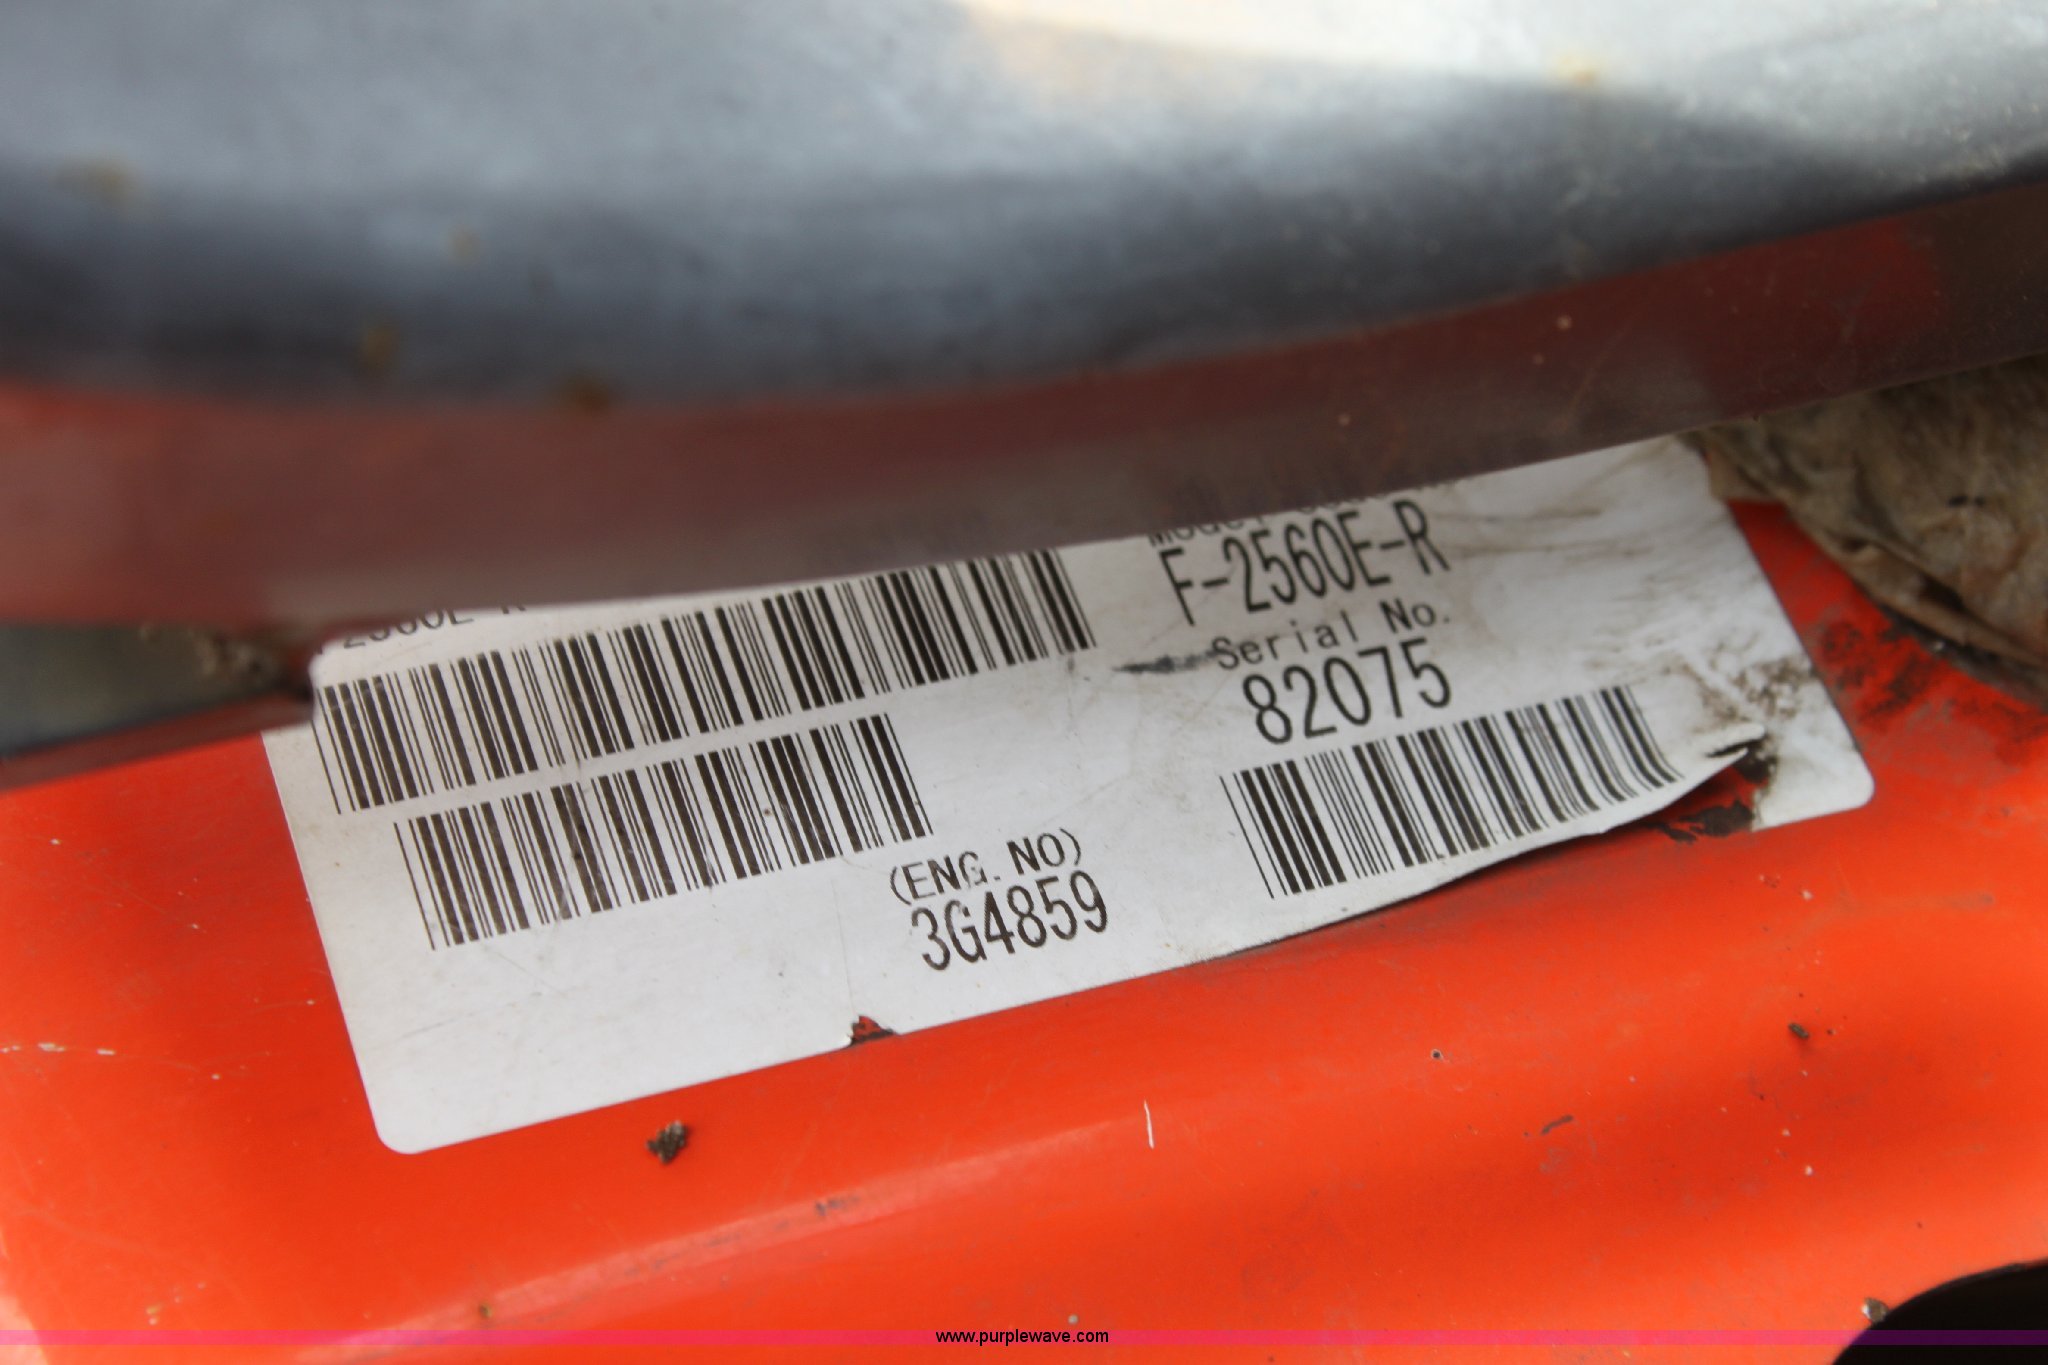 F-2560E-R
Serial No.
82075
(ENG. NO)
3G4859
www.purplewave.com